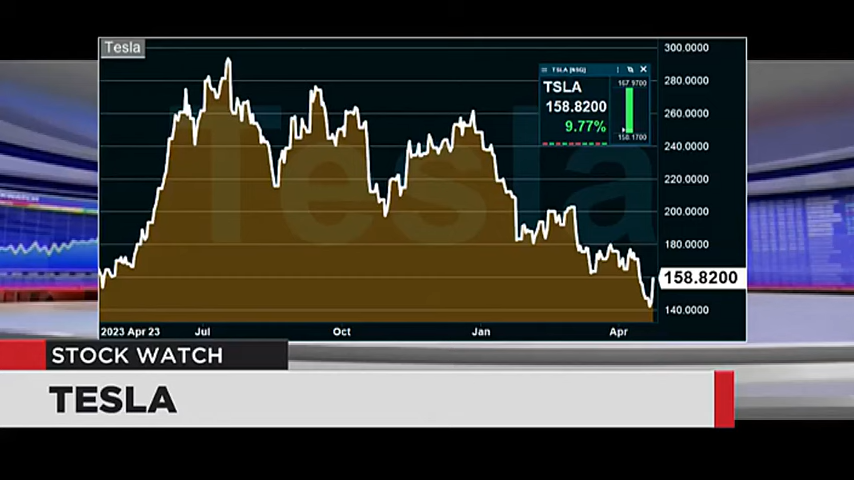 Tesla
300.0000
280.0000
260.0000
240.0000
220.0000
200.0000
180.0000
158.8200
140.0000
TSLA
158.8200
9.77%
167.9700
158.1700
2023 Apr 23 Jul Oct Jan Apr
STOCK WATCH
TESLA